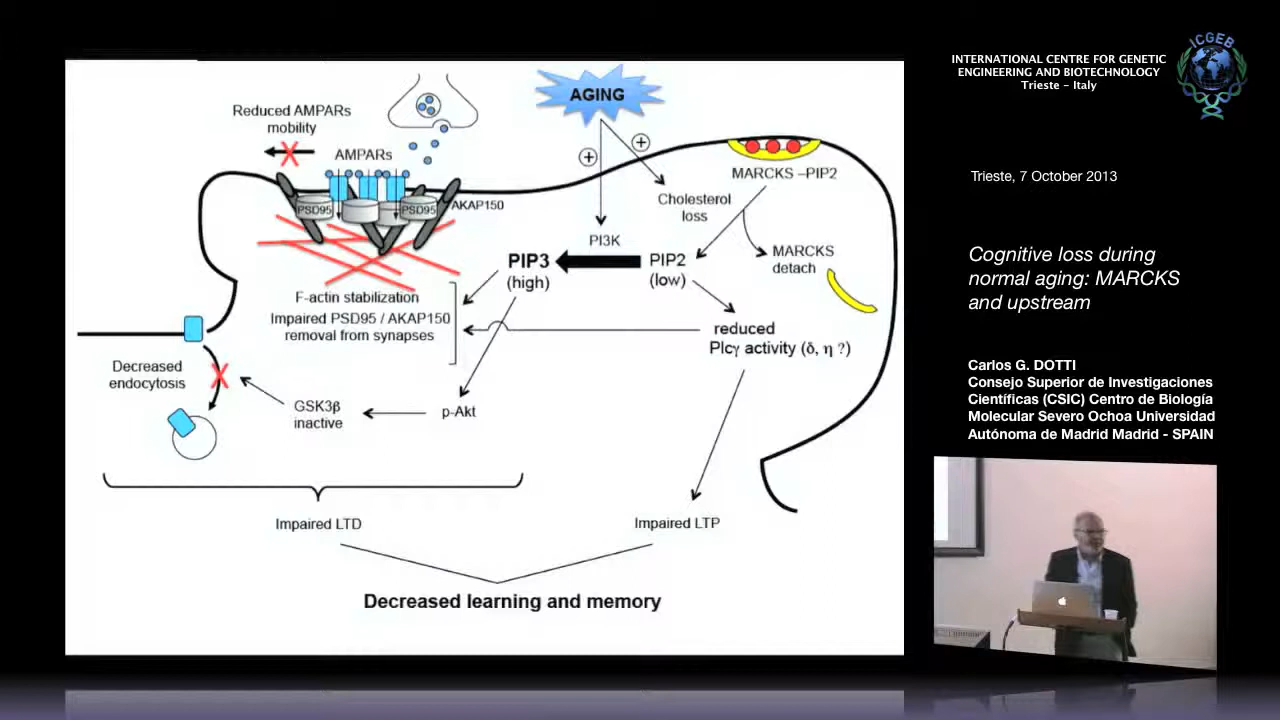 AGING
Reduced AMPARs
mobility
AMPARs
PSD95
PSD95
AKAP150
MARCKS –PIP2
Cholesterol
loss
PI3K
PIP3
(high)
PIP2
(low)
MARCKS
detach
F-actin stabilization
Impaired PSD95 / AKAP150
removal from synapses
reduced
Plcγ activity (δ, η ?)
Decreased
endocytosis
GSK3β
inactive
p-Akt
Impaired LTD
Impaired LTP
Decreased learning and memory
INTERNATIONAL CENTRE FOR GENETIC
ENGINEERING AND BIOTECHNOLOGY
Trieste – Italy
ICGEB
Trieste, 7 October 2013
Cognitive loss during
normal aging: MARCKS
and upstream
Carlos G. DOTTI
Consejo Superior de Investigaciones
Científicas (CSIC) Centro de Biología
Molecular Severo Ochoa Universidad
Autónoma de Madrid Madrid - SPAIN